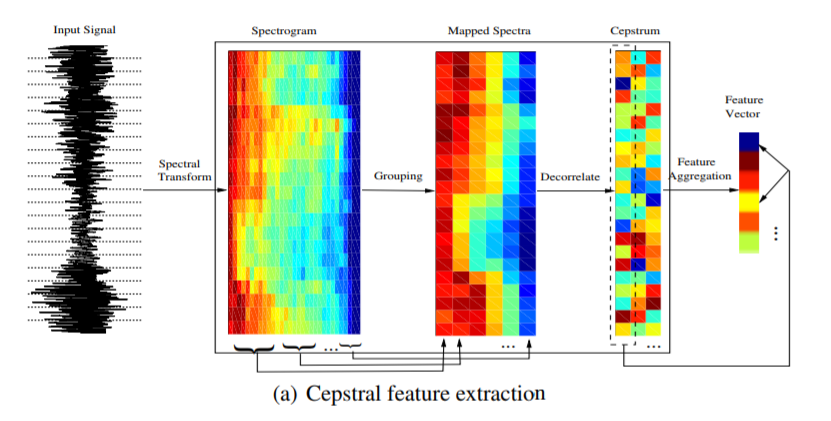 Input Signal
Spectrogram
Mapped Spectra
Cepstrum
Feature
Vector
Spectral
Transform
Grouping
Decorrelate
Feature
Aggregation
...
...
...
...
(a) Cepstral feature extraction